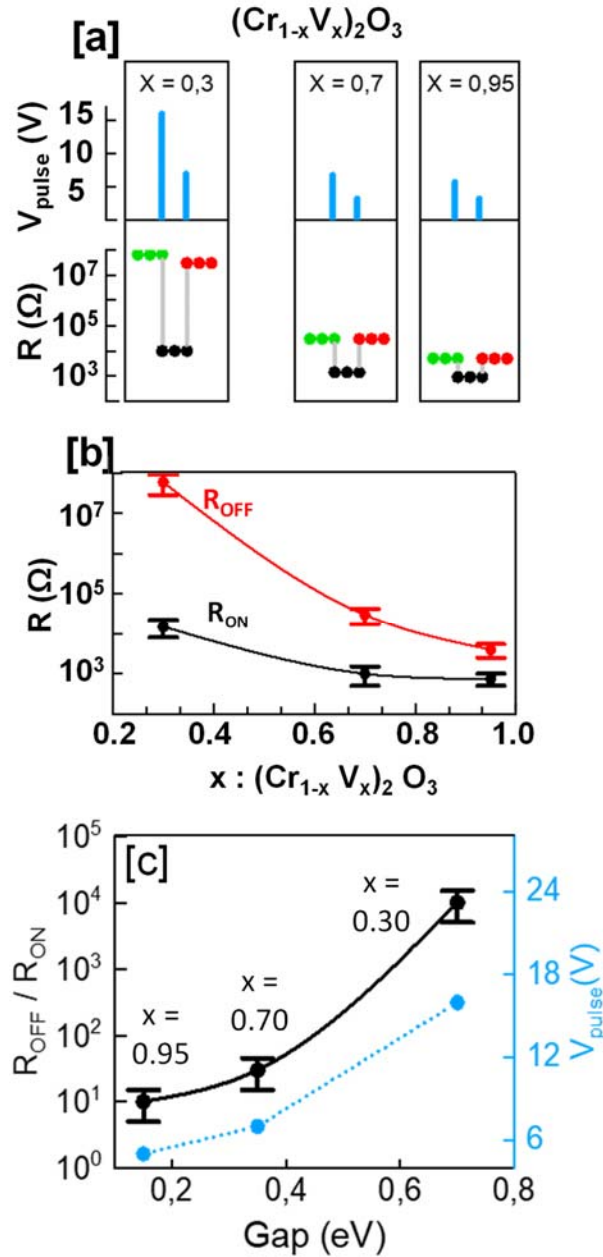 (Cr1-xVx)2O3
[a]
X = 0,3
X = 0,7
X = 0,95
Vpulse (V)
15
10
5
R (Ω)
10^7
10^5
10^3
[b]
R (Ω)
10^7
10^5
10^3
ROFF
RON
0.2 0.4 0.6 0.8 1.0
x : (Cr1-x Vx)2 O3
[c]
ROFF / RON
10^5
10^4
10^3
10^2
10^1
10^0
x =
0.95
x =
0.70
x =
0.30
24
18
12
6
Vpulse(V)
0,2 0,4 0,6 0,8
Gap (eV)